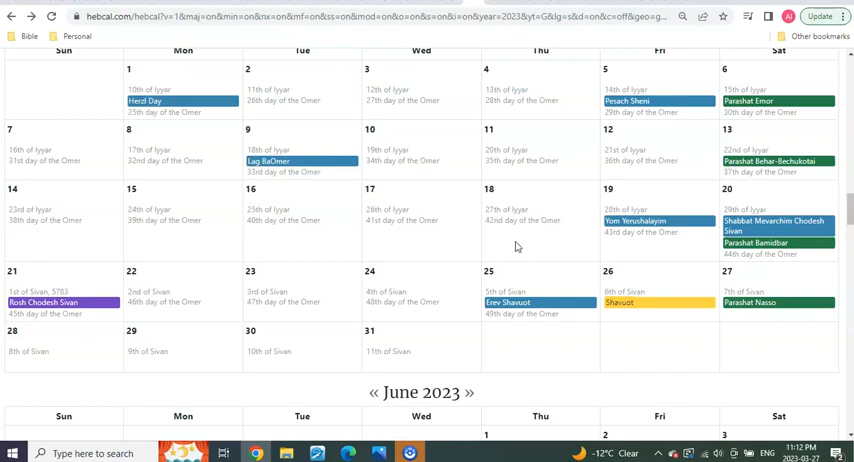 hebcal.com/hebcal?v=1&maj=on&min=on&nx=on&mf=on&ss=on&mod=on&o=on&s=on&i=on&year=2023&yt=G&lg=s&d=on&c=off&geo=g...
AI
Update
Bible
Personal
Other bookmarks
Sun Mon Tue Wed Thu Fri Sat
1 2 3 4 5 6
10th of Iyyar 11th of Iyyar 12th of Iyyar 13th of Iyyar 14th of Iyyar 15th of Iyyar
Herzl Day 26th day of the Omer 27th day of the Omer 28th day of the Omer Pesach Sheni Parashat Emor
25th day of the Omer 29th day of the Omer 30th day of the Omer
7 8 9 10 11 12 13
16th of Iyyar 17th of Iyyar 18th of Iyyar 19th of Iyyar 20th of Iyyar 21st of Iyyar 22nd of Iyyar
31st day of the Omer 32nd day of the Omer Lag BaOmer 34th day of the Omer 35th day of the Omer 36th day of the Omer Parashat Behar-Bechukotai
33rd day of the Omer 37th day of the Omer
14 15 16 17 18 19 20
23rd of Iyyar 24th of Iyyar 25th of Iyyar 26th of Iyyar 27th of Iyyar 28th of Iyyar 29th of Iyyar
38th day of the Omer 39th day of the Omer 40th day of the Omer 41st day of the Omer 42nd day of the Omer Yom Yerushalayim Shabbat Mevarchim Chodesh
43rd day of the Omer Sivan
Parashat Bamidbar
44th day of the Omer
21 22 23 24 25 26 27
1st of Sivan, 5783 2nd of Sivan 3rd of Sivan 4th of Sivan 5th of Sivan 6th of Sivan 7th of Sivan
Rosh Chodesh Sivan 46th day of the Omer 47th day of the Omer 48th day of the Omer Erev Shavuot Shavuot Parashat Nasso
45th day of the Omer 49th day of the Omer
28 29 30 31
8th of Sivan 9th of Sivan 10th of Sivan 11th of Sivan
« June 2023 »
Sun Mon Tue Wed Thu Fri Sat
1 2 3
Type here to search
-12°C Clear
ENG
11:12 PM
2023-03-27
2